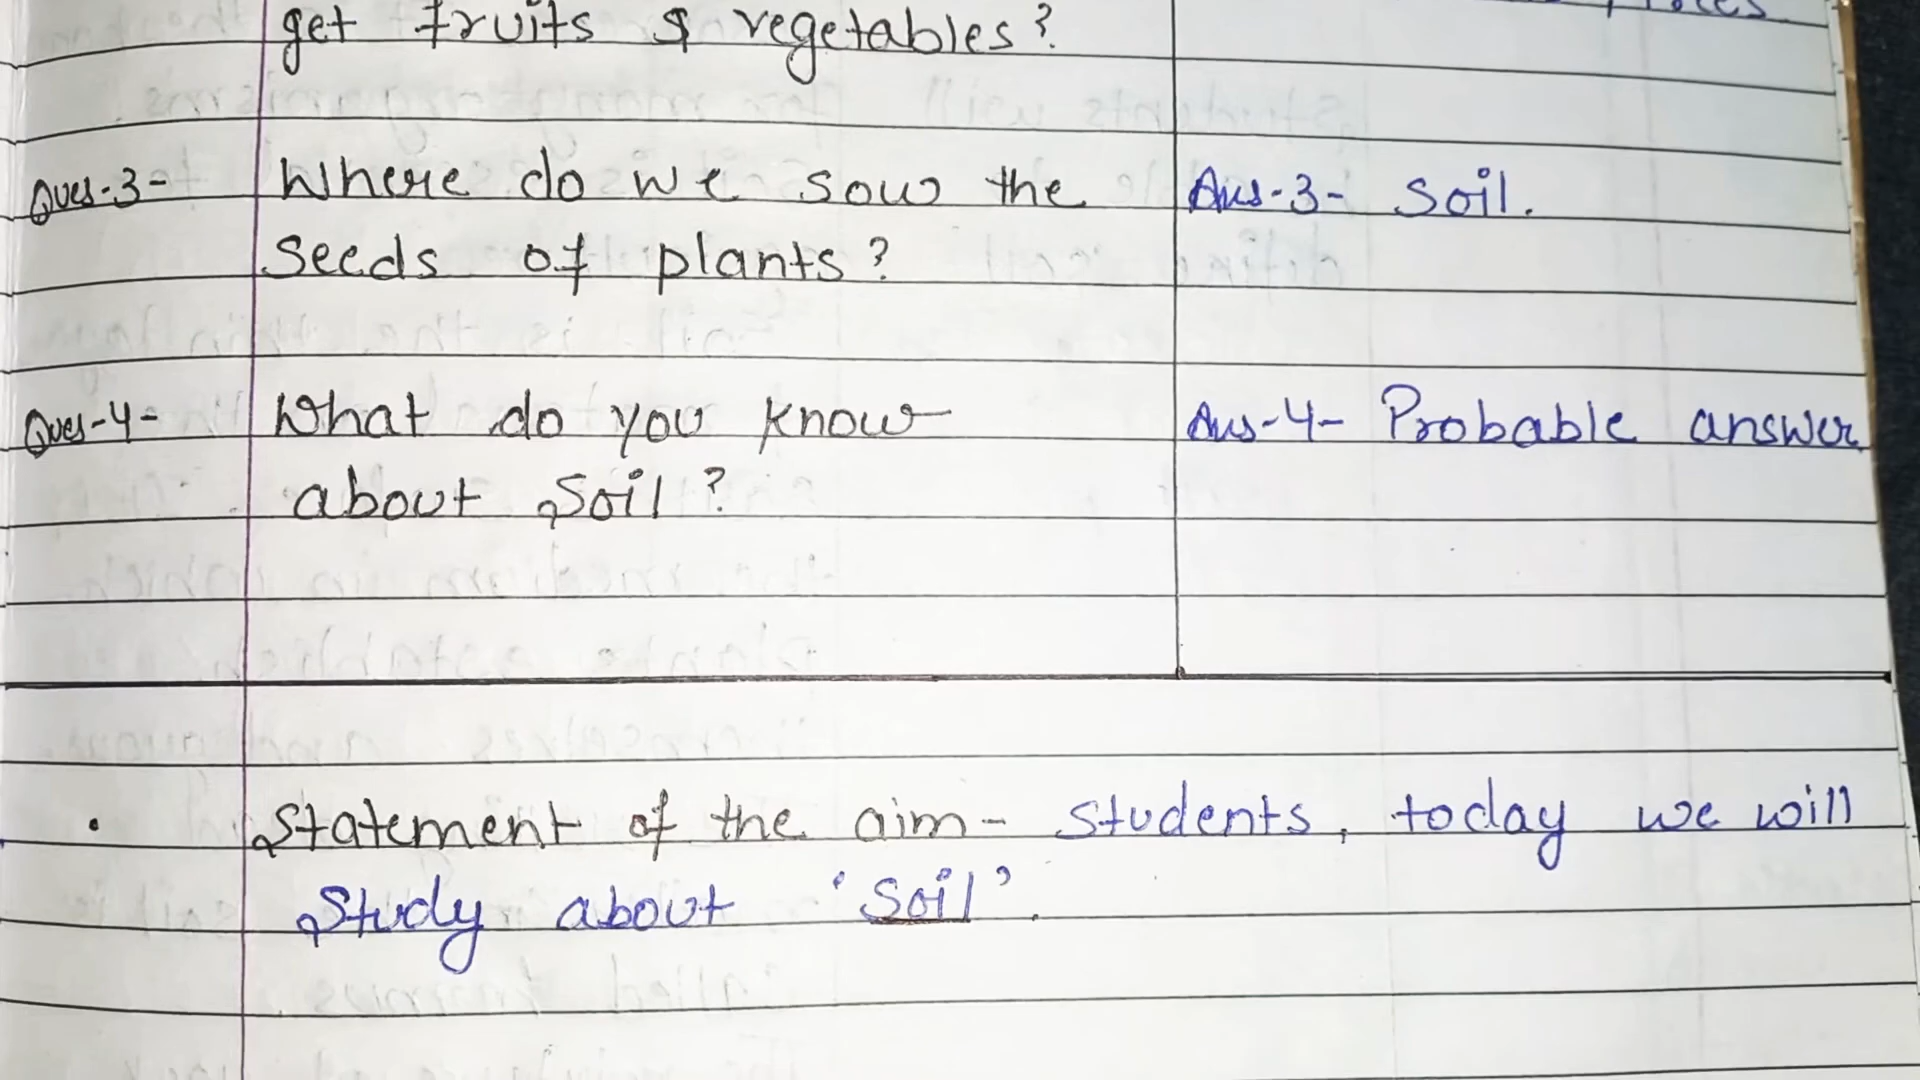 get fruits & vegetables?
Ques-3- Where do we sow the Ans-3- Soil.
seeds of plants?
Ques-4- What do you know Ans-4- Probable answer
about Soil?
• Statement of the aim- Students, today we will
Study about 'Soil'.